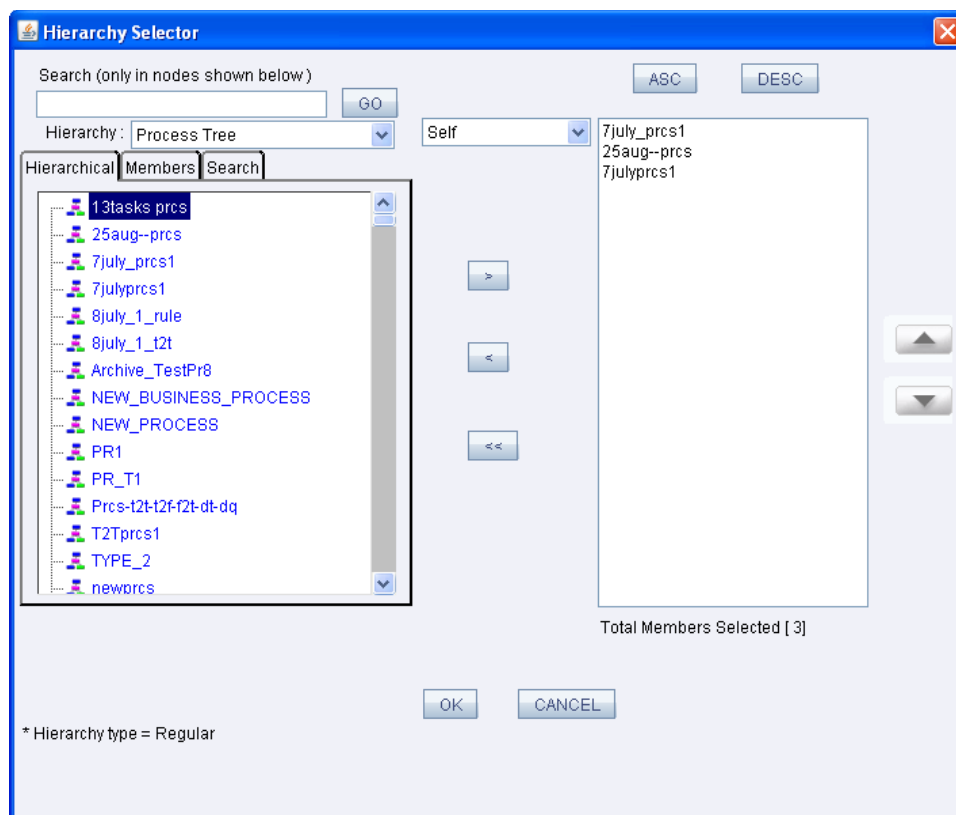 Hierarchy Selector
Search (only in nodes shown below )
GO
ASC
DESC
Hierarchy :
Process Tree
Self
Hierarchical
Members
Search
13tasks prcs
25aug--prcs
7july_prcs1
7julyprcs1
8july_1_rule
8july_1_t2t
Archive_TestPr8
NEW_BUSINESS_PROCESS
NEW_PROCESS
PR1
PR_T1
Prcs-t2t-t2f-f2t-dt-dq
T2Tprcs1
TYPE_2
newprcs
>
<
<<
7july_prcs1
25aug--prcs
7julyprcs1
Total Members Selected [ 3]
OK
CANCEL
* Hierarchy type = Regular